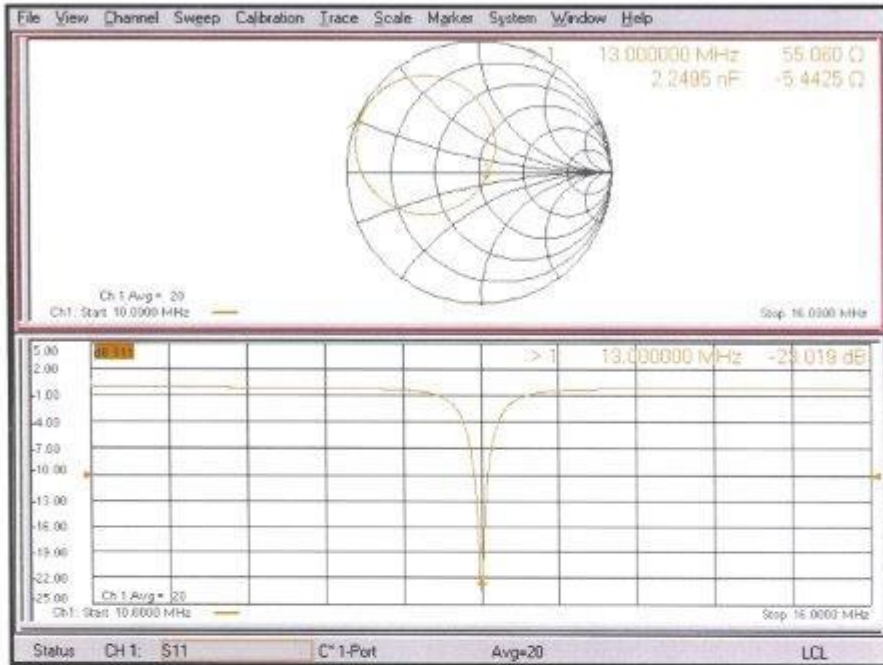 File View Channel Sweep Calibration Trace Scale Marker System Window Help
> 1 13.000000 MHz 55.060 Ω
2.2495 nF -5.4425 Ω
Ch 1 Avg = 20
Ch1: Start 10.0000 MHz
Stop 16.0000 MHz
5.00
dB S11
> 1 13.000000 MHz -23.019 dB
2.00
-1.00
-4.00
-7.00
-10.00
-13.00
-16.00
-19.00
-22.00
-25.00
Ch 1 Avg = 20
Ch1: Start 10.0000 MHz
Stop 16.0000 MHz
Status CH 1: S11 C* 1-Port Avg=20 LCL